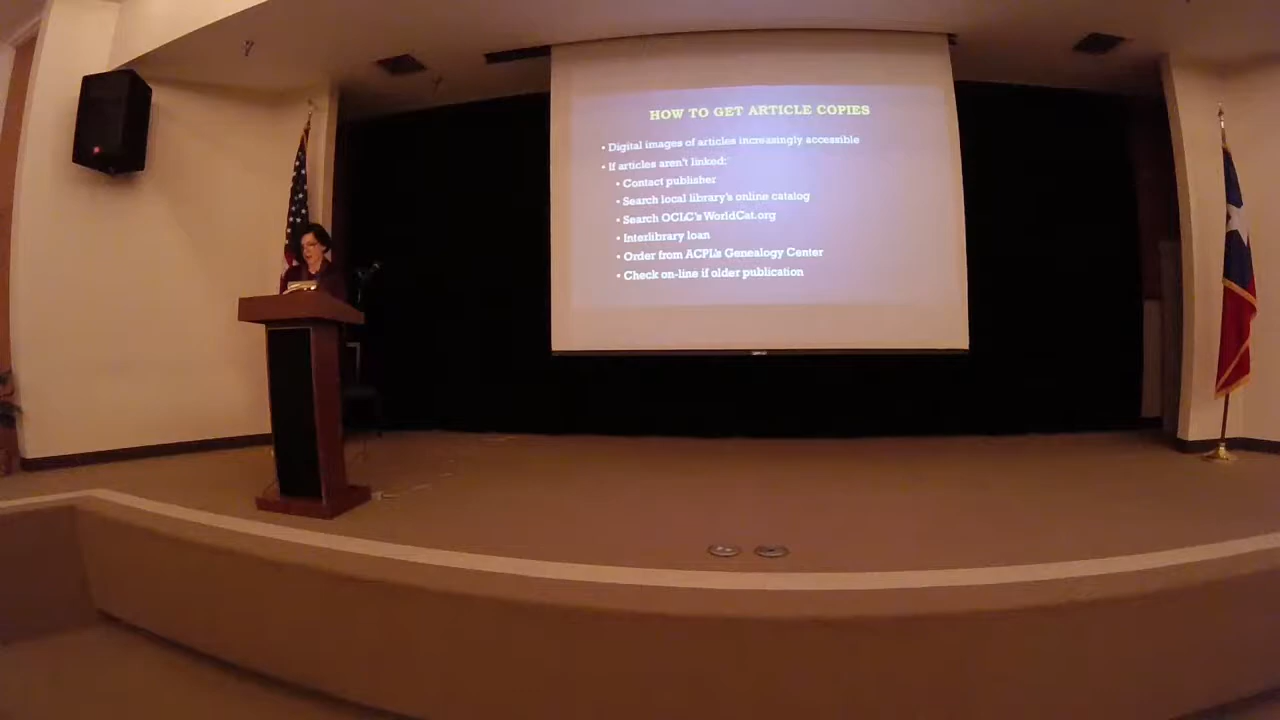 HOW TO GET ARTICLE COPIES
• Digital images of articles increasingly accessible
• If articles aren't linked:
• Contact publisher
• Search local library's online catalog
• Search OCLC's WorldCat.org
• Interlibrary loan
• Order from ACPL's Genealogy Center
• Check on-line if older publication